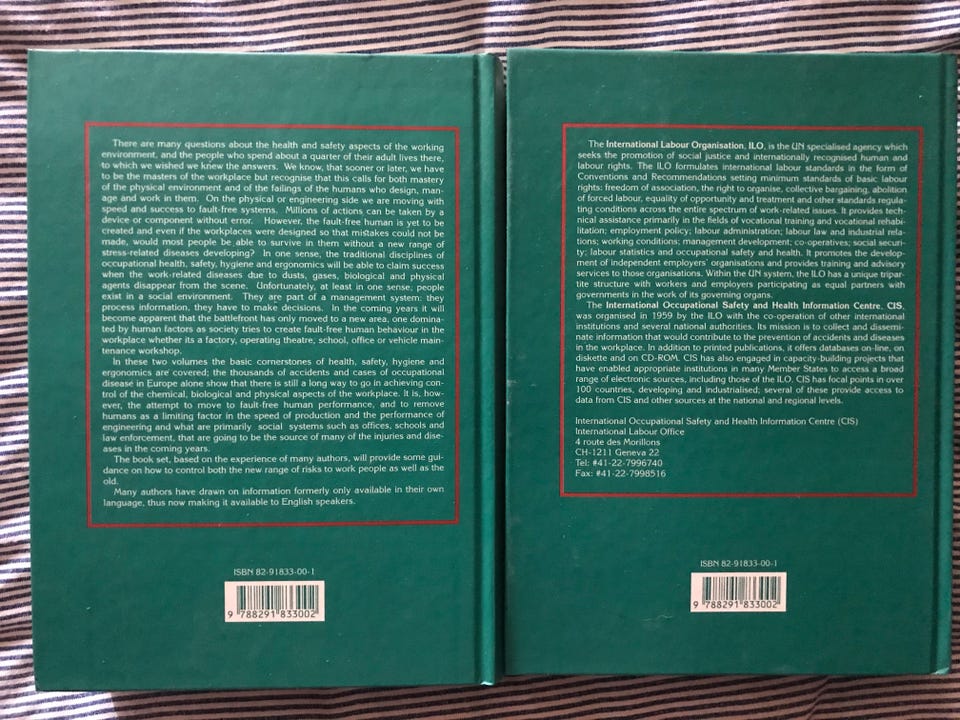 There are many questions about the health and safety aspects of the working
environment, and the people who spend about a quarter of their adult lives there,
to which we wished we knew the answers. We know, that sooner or later, we have
to be the masters of the workplace but recognise that this calls for both mastery
of the physical environment and of the failings of the humans who design, man-
age and work in them. On the physical or engineering side we are moving with
speed and success to fault-free systems. Millions of actions can be taken by a
device or component without error. However, the fault-free human is yet to be
created and even if the workplaces were designed so that mistakes could not be
made, would most people be able to survive in them without a new range of
stress-related diseases developing? In one sense, the traditional disciplines of
occupational health, safety, hygiene and ergonomics will be able to claim success
when the work-related diseases due to dusts, gases, biological and physical
agents disappear from the scene. Unfortunately, at least in one sense, people
exist in a social environment. They are part of a management system: they
process information, they have to make decisions. In the coming years it will
become apparent that the battlefront has only moved to a new area, one domina-
ted by human factors as society tries to create fault-free human behaviour in the
workplace whether its a factory, operating theatre, school, office or vehicle main-
tenance workshop.
In these two volumes the basic cornerstones of health, safety, hygiene and
ergonomics are covered; the thousands of accidents and cases of occupational
disease in Europe alone show that there is still a long way to go in achieving con-
trol of the chemical, biological and physical aspects of the workplace. It is, how-
ever, the attempt to move to fault-free human performance, and to remove
humans as a limiting factor in the speed of production and the performance of
engineering and what are primarily social systems such as offices, schools and
law enforcement, that are going to be the source of many of the injuries and dise-
ases in the coming years.
The book set, based on the experience of many authors, will provide some gui-
dance on how to control both the new range of risks to work people as well as the
old.
Many authors have drawn on information formerly only available in their own
language, thus now making it available to English speakers.
ISBN 82-91833-00-1
9 788291 833002
The International Labour Organisation, ILO, is the UN specialised agency which
seeks the promotion of social justice and internationally recognised human and
labour rights. The ILO formulates international labour standards in the form of
Conventions and Recommendations setting minimum standards of basic labour
rights: freedom of association, the right to organise, collective bargaining, abolition
of forced labour, equality of opportunity and treatment and other standards regula-
ting conditions across the entire spectrum of work-related issues. It provides tech-
nical assistance primarily in the fields of vocational training and vocational rehabi-
litation; employment policy; labour administration; labour law and industrial rela-
tions; working conditions; management development; co-operatives; social securi-
ty; labour statistics and occupational safety and health. It promotes the develop-
ment of independent employers' organisations and provides training and advisory
services to those organisations. Within the UN system, the ILO has a unique tripar-
tite structure with workers and employers participating as equal partners with
governments in the work of its governing organs.
The International Occupational Safety and Health Information Centre, CIS,
was organised in 1959 by the ILO with the co-operation of other international
institutions and several national authorities. Its mission is to collect and dissemi-
nate information that would contribute to the prevention of accidents and diseases
in the workplace. In addition to printed publications, it offers databases on-line, on
diskette and on CD-ROM. CIS has also engaged in capacity-building projects that
have enabled appropriate institutions in many Member States to access a broad
range of electronic sources, including those of the ILO. CIS has focal points in over
100 countries, developing and industrialised; several of these provide access to
data from CIS and other sources at the national and regional levels.
International Occupational Safety and Health Information Centre (CIS)
International Labour Office
4 route des Morillons
CH-1211 Geneva 22
Tel: #41-22-7996740
Fax: #41-22-7998516
ISBN 82-91833-00-1
9 788291 833002